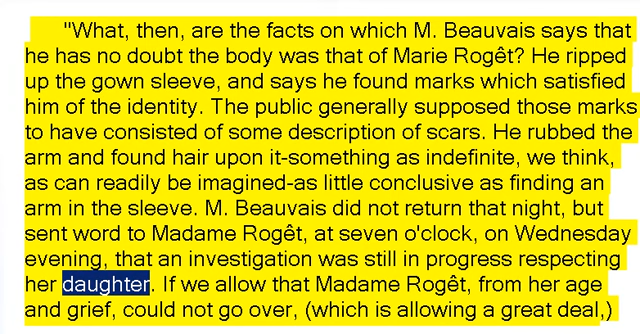 "What, then, are the facts on which M. Beauvais says that
he has no doubt the body was that of Marie Rogêt? He ripped
up the gown sleeve, and says he found marks which satisfied
him of the identity. The public generally supposed those marks
to have consisted of some description of scars. He rubbed the
arm and found hair upon it-something as indefinite, we think,
as can readily be imagined-as little conclusive as finding an
arm in the sleeve. M. Beauvais did not return that night, but
sent word to Madame Rogêt, at seven o'clock, on Wednesday
evening, that an investigation was still in progress respecting
her daughter. If we allow that Madame Rogêt, from her age
and grief, could not go over, (which is allowing a great deal,)